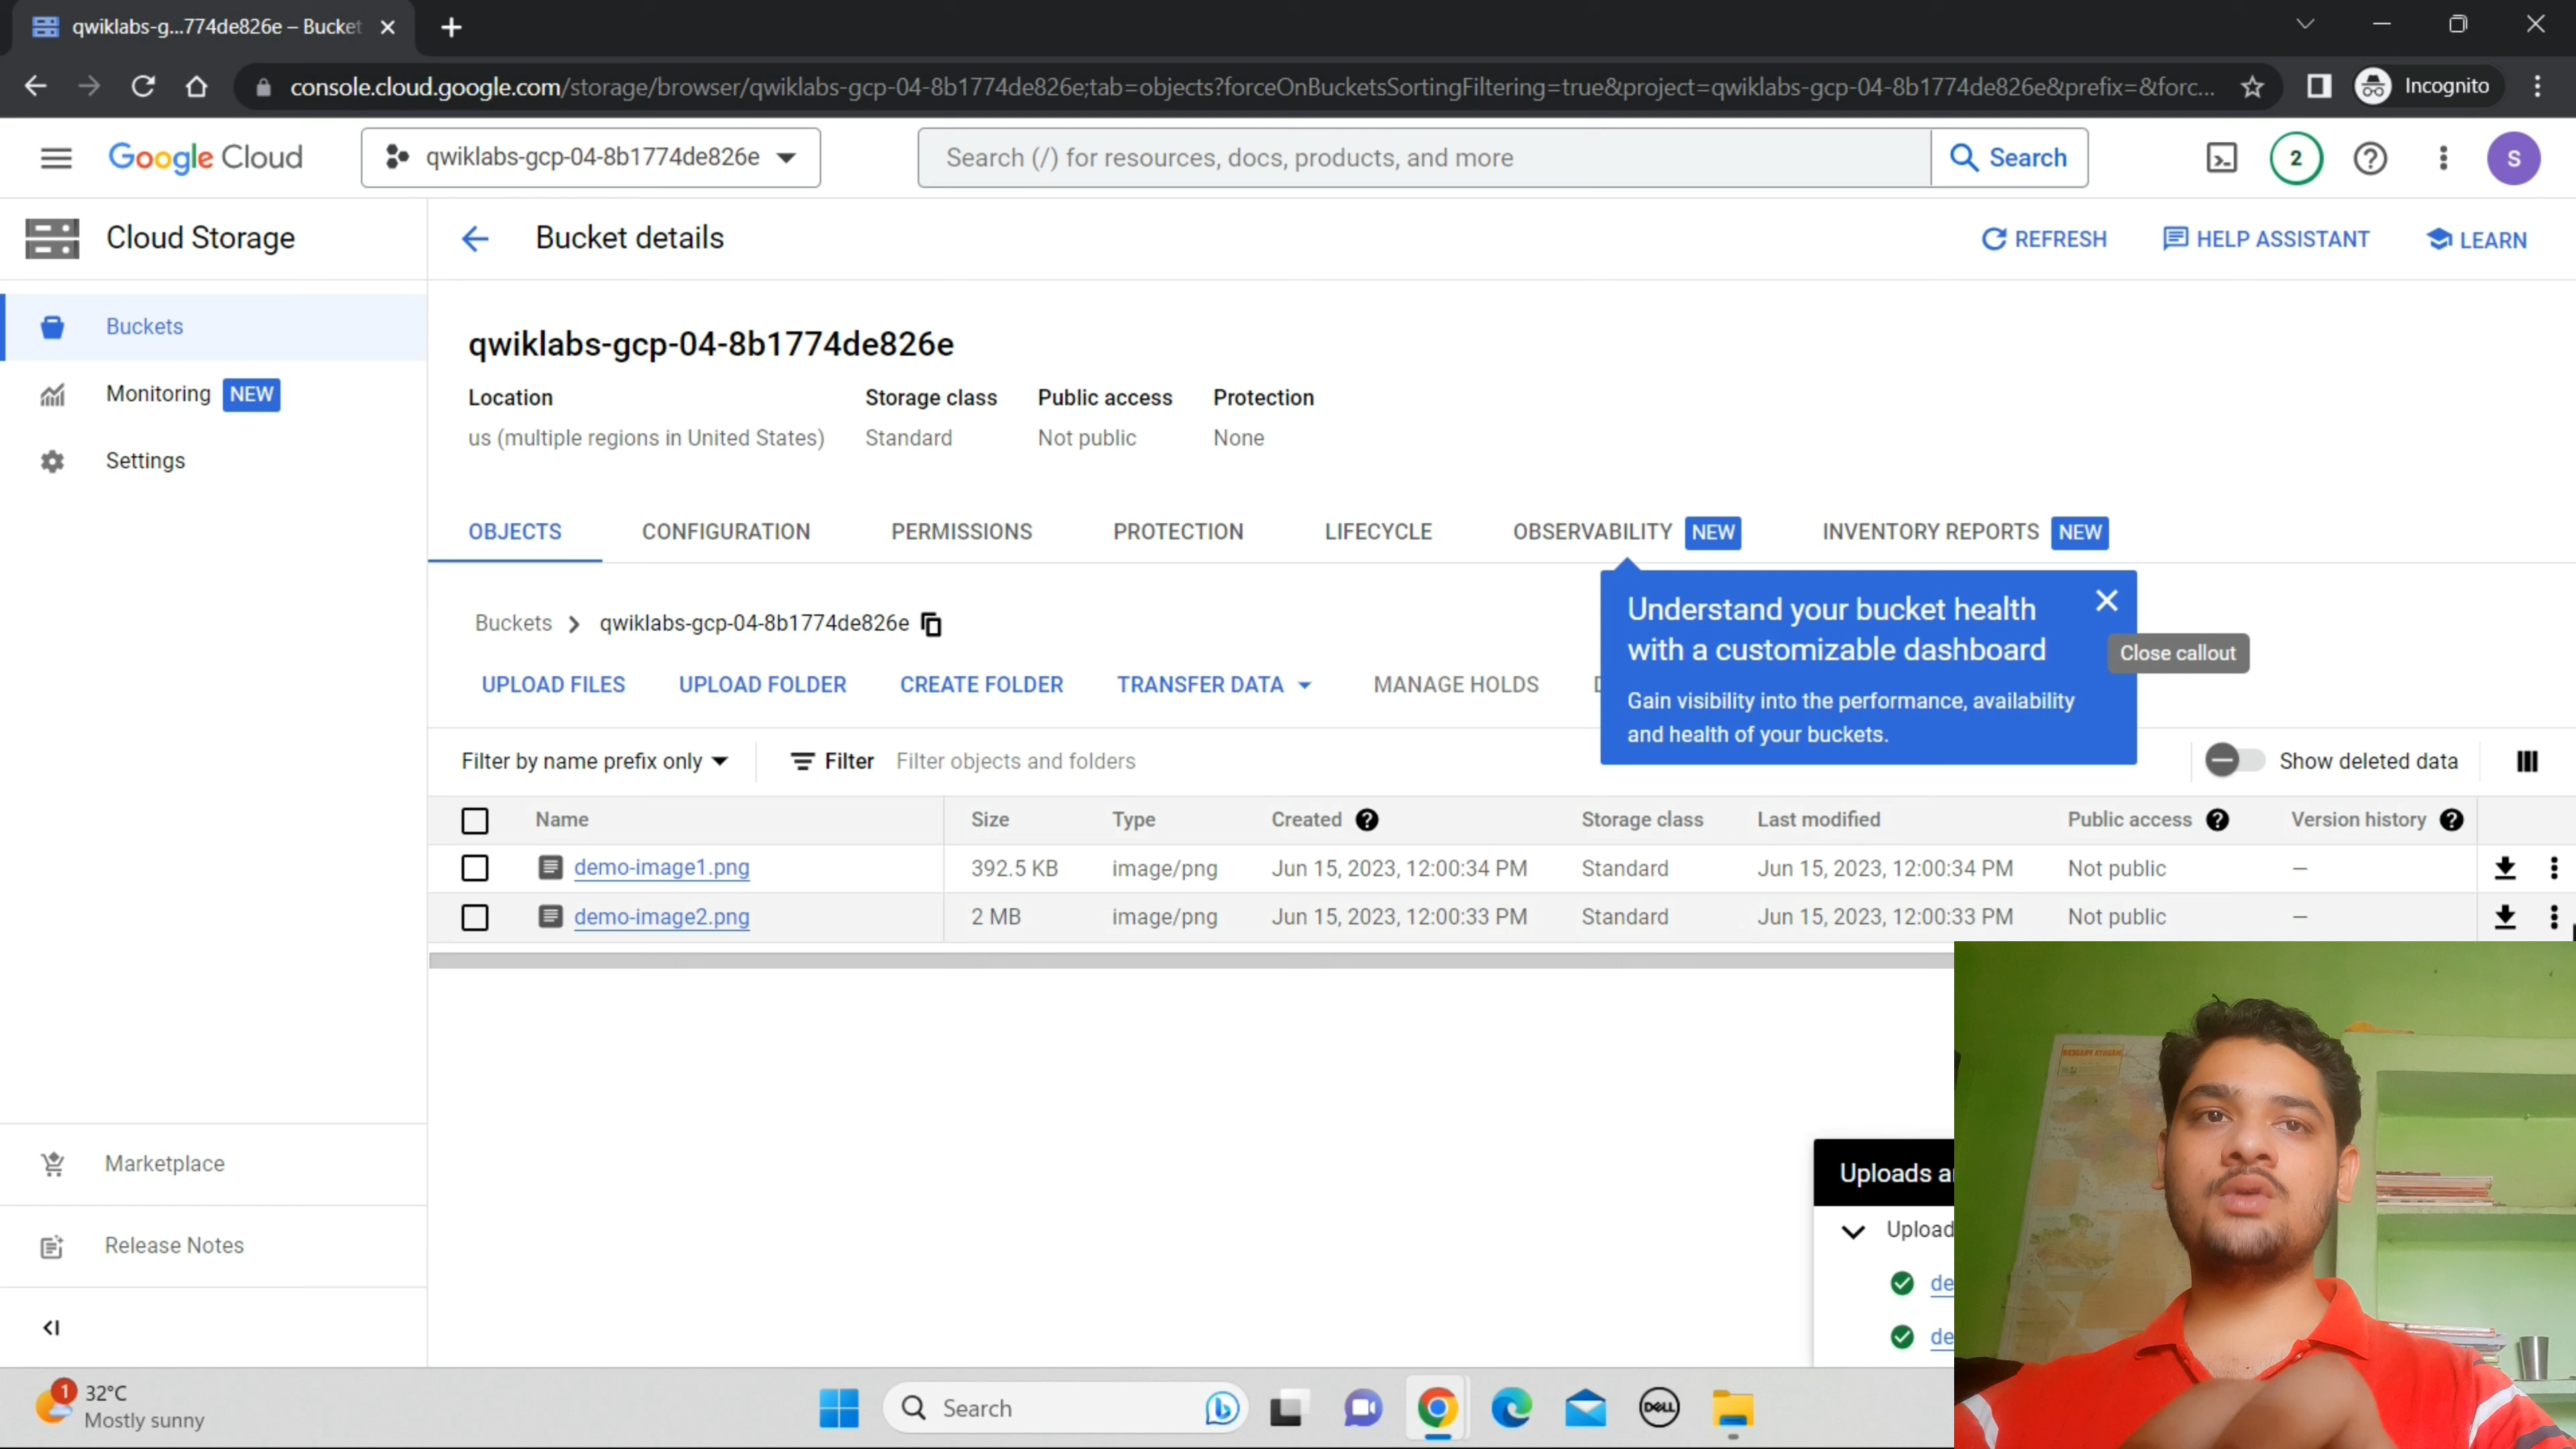 qwiklabs-g...774de826e – Bucket
console.cloud.google.com/storage/browser/qwiklabs-gcp-04-8b1774de826e;tab=objects?forceOnBucketsSortingFiltering=true&project=qwiklabs-gcp-04-8b1774de826e&prefix=&forc...
Incognito
Google Cloud
qwiklabs-gcp-04-8b1774de826e
Search (/) for resources, docs, products, and more
Search
2
S
Cloud Storage
Bucket details
REFRESH
HELP ASSISTANT
LEARN
Buckets
Monitoring NEW
Settings
qwiklabs-gcp-04-8b1774de826e
Location Storage class Public access Protection
us (multiple regions in United States) Standard Not public None
OBJECTS CONFIGURATION PERMISSIONS PROTECTION LIFECYCLE OBSERVABILITY NEW INVENTORY REPORTS NEW
Understand your bucket health
with a customizable dashboard
Gain visibility into the performance, availability
and health of your buckets.
Close callout
Buckets > qwiklabs-gcp-04-8b1774de826e
UPLOAD FILES UPLOAD FOLDER CREATE FOLDER TRANSFER DATA MANAGE HOLDS
Filter by name prefix only Filter Filter objects and folders Show deleted data
Name Size Type Created Storage class Last modified Public access Version history
demo-image1.png 392.5 KB image/png Jun 15, 2023, 12:00:34 PM Standard Jun 15, 2023, 12:00:34 PM Not public —
demo-image2.png 2 MB image/png Jun 15, 2023, 12:00:33 PM Standard Jun 15, 2023, 12:00:33 PM Not public —
Uploads
Upload
de
de
Marketplace
Release Notes
1
32°C
Mostly sunny
Search
DELL